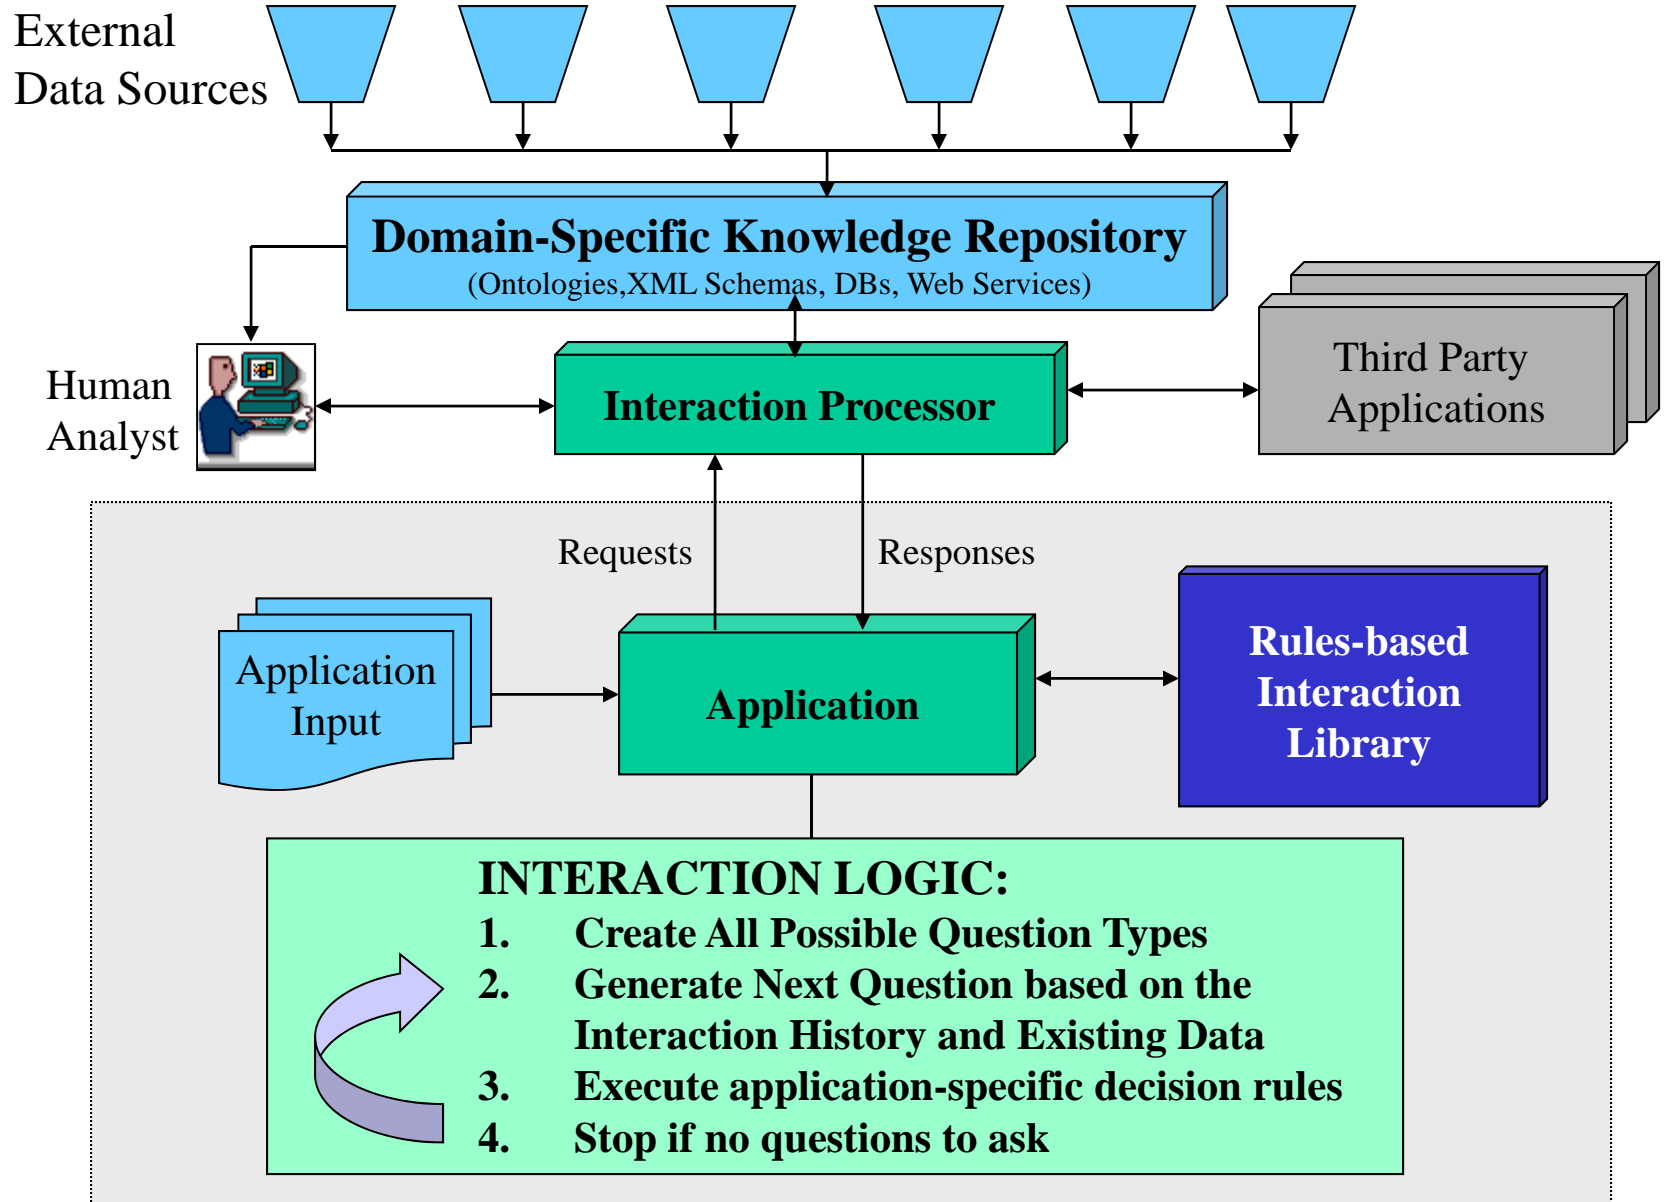 External
Data Sources
Domain-Specific Knowledge Repository
(Ontologies,XML Schemas, DBs, Web Services)
Human
Analyst
Interaction Processor
Third Party
Applications
Requests
Responses
Application
Input
Application
Rules-based
Interaction
Library
INTERACTION LOGIC:
1. Create All Possible Question Types
2. Generate Next Question based on the
Interaction History and Existing Data
3. Execute application-specific decision rules
4. Stop if no questions to ask